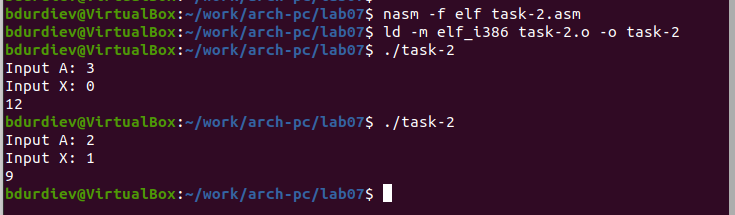 bdurdiev@VirtualBox:~/work/arch-pc/lab07$ nasm -f elf task-2.asm
bdurdiev@VirtualBox:~/work/arch-pc/lab07$ ld -m elf_i386 task-2.o -o task-2
bdurdiev@VirtualBox:~/work/arch-pc/lab07$ ./task-2
Input A: 3
Input X: 0
12
bdurdiev@VirtualBox:~/work/arch-pc/lab07$ ./task-2
Input A: 2
Input X: 1
9
bdurdiev@VirtualBox:~/work/arch-pc/lab07$